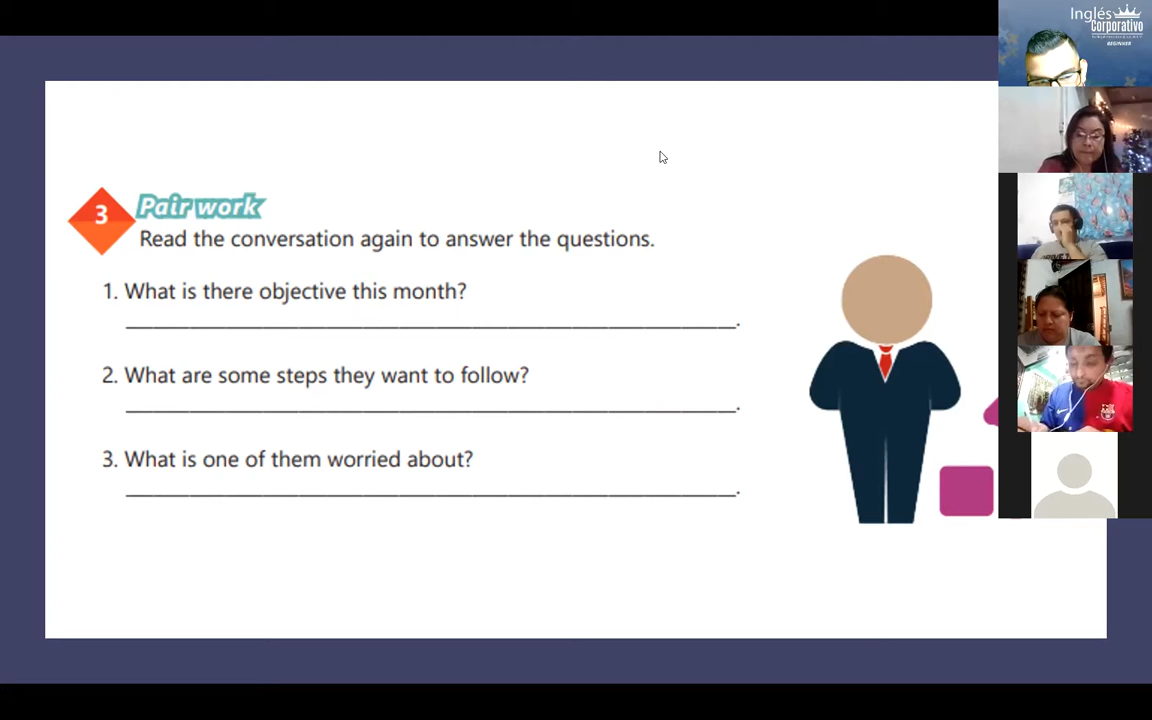 Inglés
Corporativo
BEGINNER
3
Pair work
Read the conversation again to answer the questions.
1. What is there objective this month?
2. What are some steps they want to follow?
3. What is one of them worried about?